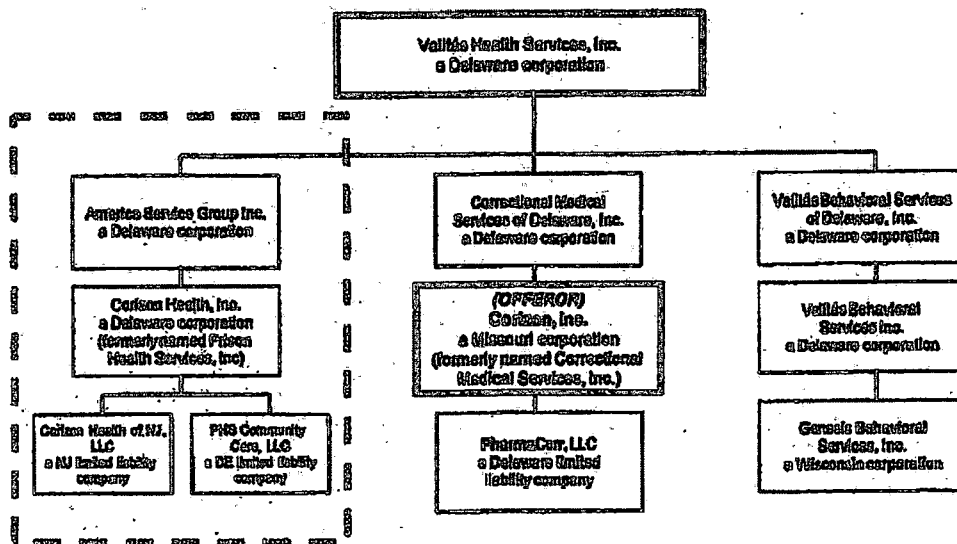 Valitás Health Services, Inc.
a Delaware corporation
America Service Group Inc.
a Delaware corporation
Correctional Medical
Services of Delaware, Inc.
a Delaware corporation
Valitás Behavioral Services
of Delaware, Inc.
a Delaware corporation
Corizon Health, Inc.
a Delaware corporation
(formerly named Prison
Health Services, Inc)
(OFFEROR)
Corizon, Inc.
a Missouri corporation
(formerly named Correctional
Medical Services, Inc.)
Valitás Behavioral
Services Inc.
a Delaware corporation
Corizon Health of NJ,
LLC
a NJ limited liability
company
PHS Community
Care, LLC
a DE limited liability
company
PharmaCorr, LLC
a Delaware limited
liability company
Genesis Behavioral
Services, Inc.
a Wisconsin corporation